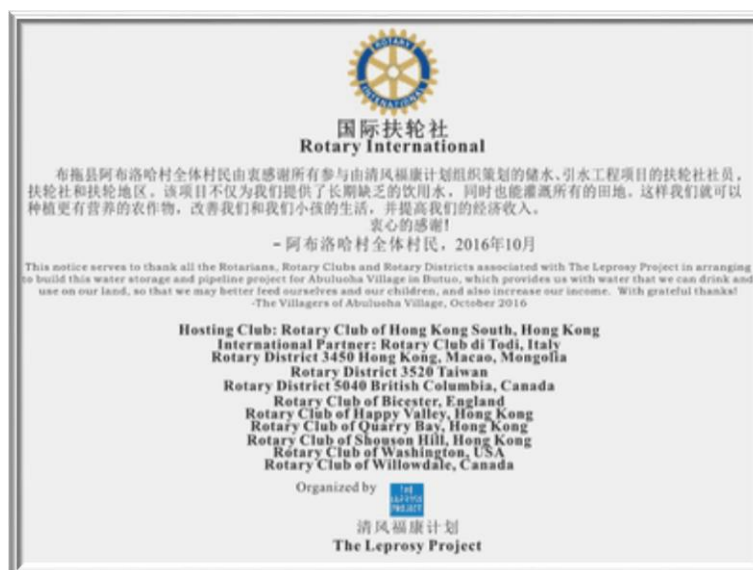 ROTARY
INTERNATIONAL
国际扶轮社
Rotary International
布拖县阿布洛哈村全体村民由衷感谢所有参与由清风福康计划组织策划的储水、引水工程项目的扶轮社社员，
扶轮社和扶轮地区。该项目不仅为我们提供了长期缺乏的饮用水，同时也能灌溉所有的田地。这样我们就可以
种植更有营养的农作物，改善我们和我们小孩的生活，并提高我们的经济收入。
衷心的感谢！
－阿布洛哈村全体村民，2016年10月
This notice serves to thank all the Rotarians, Rotary Clubs and Rotary Districts associated with The Leprosy Project in arranging
to build this water storage and pipeline project for Abuluoha Village in Butuo, which provides us with water that we can drink and
use on our land, so that we may better feed ourselves and our children, and also increase our income. With grateful thanks!
-The Villagers of Abuluoha Village, October 2016
Hosting Club: Rotary Club of Hong Kong South, Hong Kong
International Partner: Rotary Club di Todi, Italy
Rotary District 3450 Hong Kong, Macao, Mongolia
Rotary District 3520 Taiwan
Rotary District 5040 British Columbia, Canada
Rotary Club of Bicester, England
Rotary Club of Happy Valley, Hong Kong
Rotary Club of Quarry Bay, Hong Kong
Rotary Club of Shouson Hill, Hong Kong
Rotary Club of Washington, USA
Rotary Club of Willowdale, Canada
Organized by
THE
LEPROSY
PROJECT
清风福康计划
The Leprosy Project